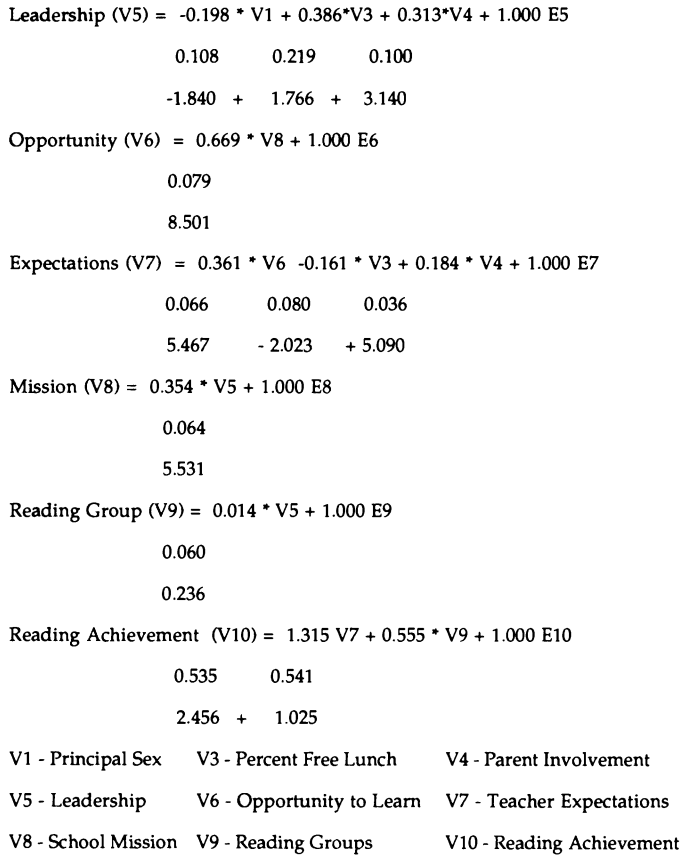 Leadership (V5) = -0.198 * V1 + 0.386*V3 + 0.313*V4 + 1.000 E5
0.108 0.219 0.100
-1.840 + 1.766 + 3.140
Opportunity (V6) = 0.669 * V8 + 1.000 E6
0.079
8.501
Expectations (V7) = 0.361 * V6 -0.161 * V3 + 0.184 * V4 + 1.000 E7
0.066 0.080 0.036
5.467 - 2.023 + 5.090
Mission (V8) = 0.354 * V5 + 1.000 E8
0.064
5.531
Reading Group (V9) = 0.014 * V5 + 1.000 E9
0.060
0.236
Reading Achievement (V10) = 1.315 V7 + 0.555 * V9 + 1.000 E10
0.535 0.541
2.456 + 1.025
V1 - Principal Sex V3 - Percent Free Lunch V4 - Parent Involvement
V5 - Leadership V6 - Opportunity to Learn V7 - Teacher Expectations
V8 - School Mission V9 - Reading Groups V10 - Reading Achievement